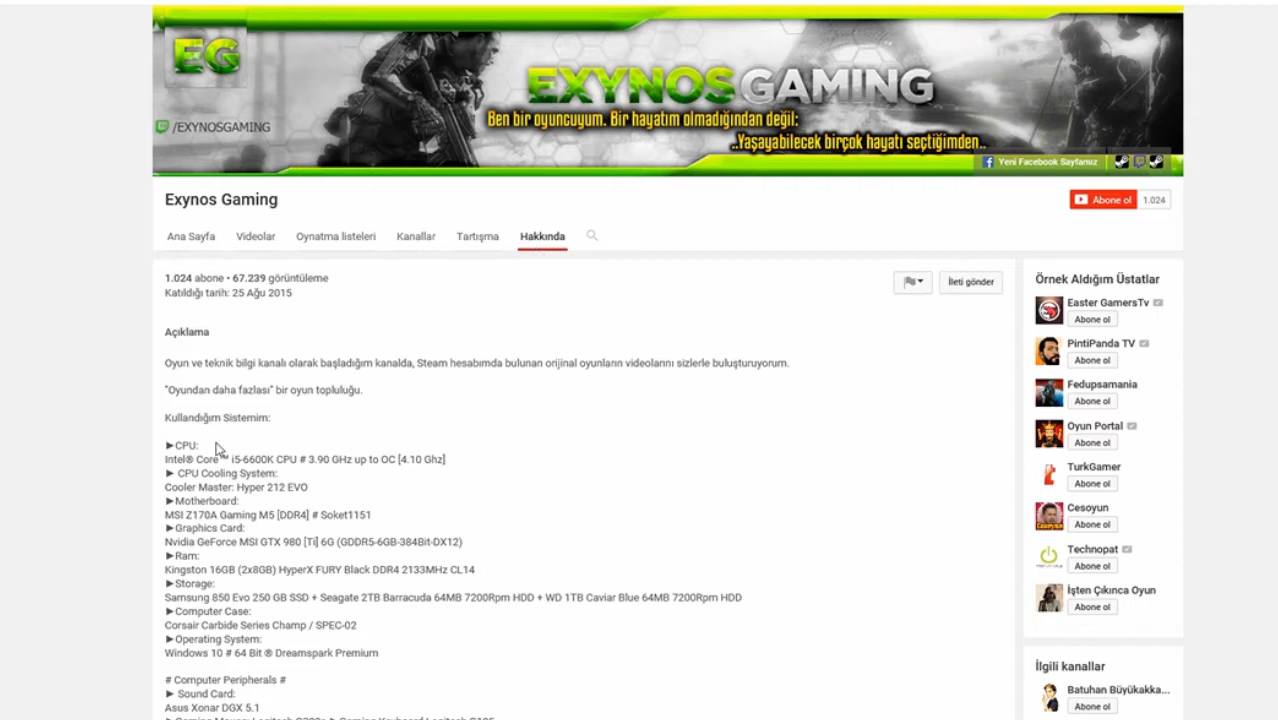 EG
EXYNOSGAMING
Ben bir oyuncuyum. Bir hayatım olmadığından değil:
..Yaşayabilecek birçok hayatı seçtiğimden..
/EXYNOSGAMING
Yeni Facebook Sayfamız
Exynos Gaming
Abone ol 1.024
Ana Sayfa Videolar Oynatma listeleri Kanallar Tartışma Hakkında
1.024 abone • 67.239 görüntüleme
Katıldığı tarih: 25 Ağu 2015
İleti gönder
Açıklama
Oyun ve teknik bilgi kanalı olarak başladığım kanalda, Steam hesabımda bulunan orijinal oyunların videolarını sizlerle buluşturuyorum.
"Oyundan daha fazlası" bir oyun topluluğu.
Kullandığım Sistemim:
►CPU:
Intel® Core™ i5-6600K CPU # 3.90 GHz up to OC [4.10 Ghz]
► CPU Cooling System:
Cooler Master: Hyper 212 EVO
►Motherboard:
MSI Z170A Gaming M5 [DDR4] # Soket1151
►Graphics Card:
Nvidia GeForce MSI GTX 980 [Ti] 6G (GDDR5-6GB-384Bit-DX12)
►Ram:
Kingston 16GB (2x8GB) HyperX FURY Black DDR4 2133MHz CL14
►Storage:
Samsung 850 Evo 250 GB SSD + Seagate 2TB Barracuda 64MB 7200Rpm HDD + WD 1TB Caviar Blue 64MB 7200Rpm HDD
►Computer Case:
Corsair Carbide Series Champ / SPEC-02
►Operating System:
Windows 10 # 64 Bit ® Dreamspark Premium
# Computer Peripherals #
► Sound Card:
Asus Xonar DGX 5.1
Örnek Aldığım Üstatlar
Easter GamersTv
Abone ol
PintiPanda TV
Abone ol
Fedupsamania
Abone ol
Oyun Portal
Abone ol
TurkGamer
Abone ol
Cesoyun
Abone ol
Technopat
Abone ol
İşten Çıkınca Oyun
Abone ol
İlgili kanallar
Batuhan Büyükakka...
Abone ol